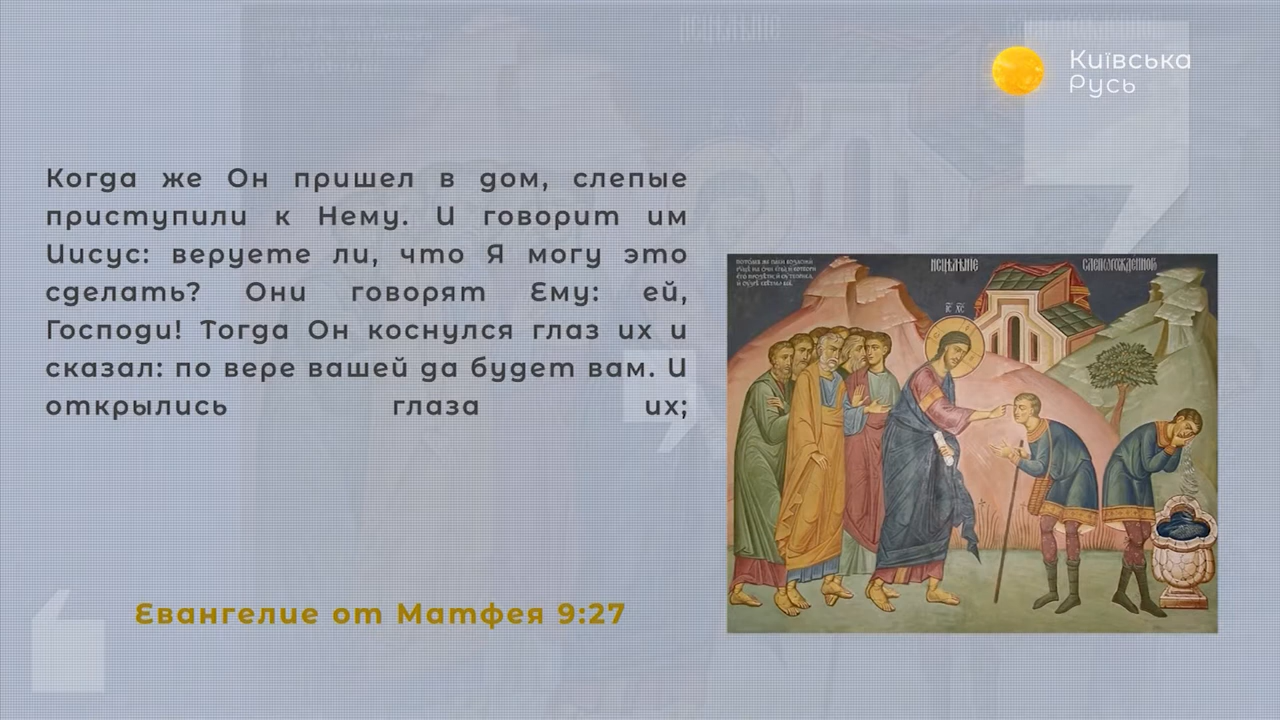 Київська
Русь
Когда же Он пришел в дом, слепые
приступили к Нему. И говорит им
Иисус: веруете ли, что Я могу это
сделать? Они говорят Ему: ей,
Господи! Тогда Он коснулся глаз их и
сказал: по вере вашей да будет вам. И
открылись глаза их;
Евангелие от Матфея 9:27